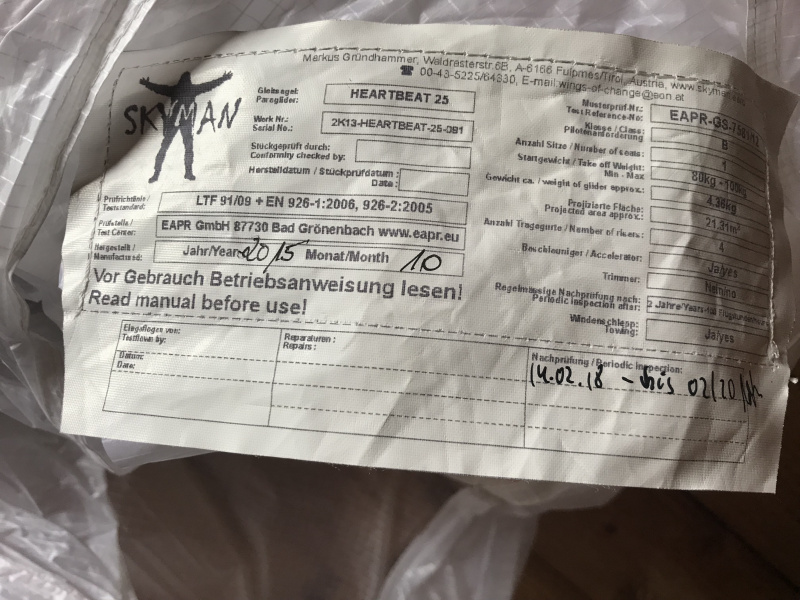 Markus Gründhammer, Waldrasterstr.6B, A-6166 Fulpmes/Tirol, Austria, www.skyman
00-43-5225/64330, E-mail:wings-of-change@aon.at
SKYMAN
Gleitsegel: Paraglider: HEARTBEAT 25
Werk Nr.: Serial No.: 2K13-HEARTBEAT-25-091
Stückgeprüft durch: Conformity checked by:
Herstelldatum / Stückprüfdatum: Date:
Prüfrichtlinie / Teststandard: LTF 91/09 + EN 926-1:2006, 926-2:2005
Prüfstelle / Test Center: EAPR GmbH 87730 Bad Grönenbach www.eapr.eu
Hergestellt / Manufactured: Jahr/Year 2015 Monat/Month 10
Vor Gebrauch Betriebsanweisung lesen!
Read manual before use!
Musterprüf-Nr.: Test Reference-No: EAPR-GS-
Klasse / Class: Pilotenanforderung B
Anzahl Sitze / Number of seats: 1
Startgewicht / Take off Weight: Min - Max 80kg - 100kg
Gewicht ca. / weight of glider approx.: 4.38kg
Projizierte Fläche: Projected area approx.: 21,31m²
Anzahl Tragegurte / Number of risers: 4
Beschleuniger / Accelerator: Ja/yes
Trimmer: Nein/no
Regelmässige Nachprüfung nach: Periodic inspection after: 2 Jahre/Years
Windenschlepp: Towing: Ja/yes
Eingeflogen von: Testflown by:
Datum: Date:
Reparaturen: Repairs:
Nachprüfung / Periodic inspection:
14.02.18 - bis 02/20